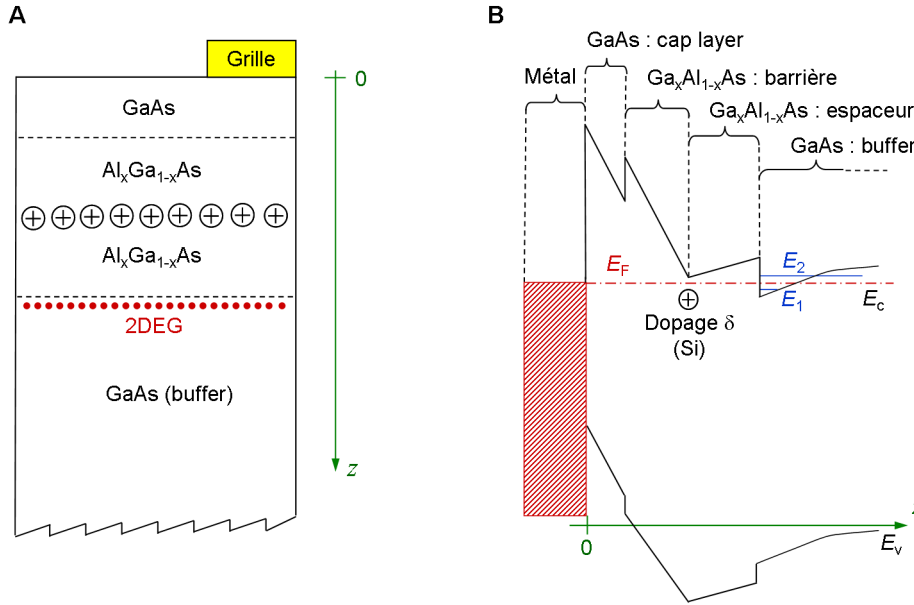 A
Grille
0
GaAs
AlxGa1-xAs
AlxGa1-xAs
2DEG
GaAs (buffer)
z
B
GaAs : cap layer
Métal
GaxAl1-xAs : barrière
GaxAl1-xAs : espaceur
GaAs : buffer
EF
E2
E1
Ec
Dopage δ
(Si)
0
Ev